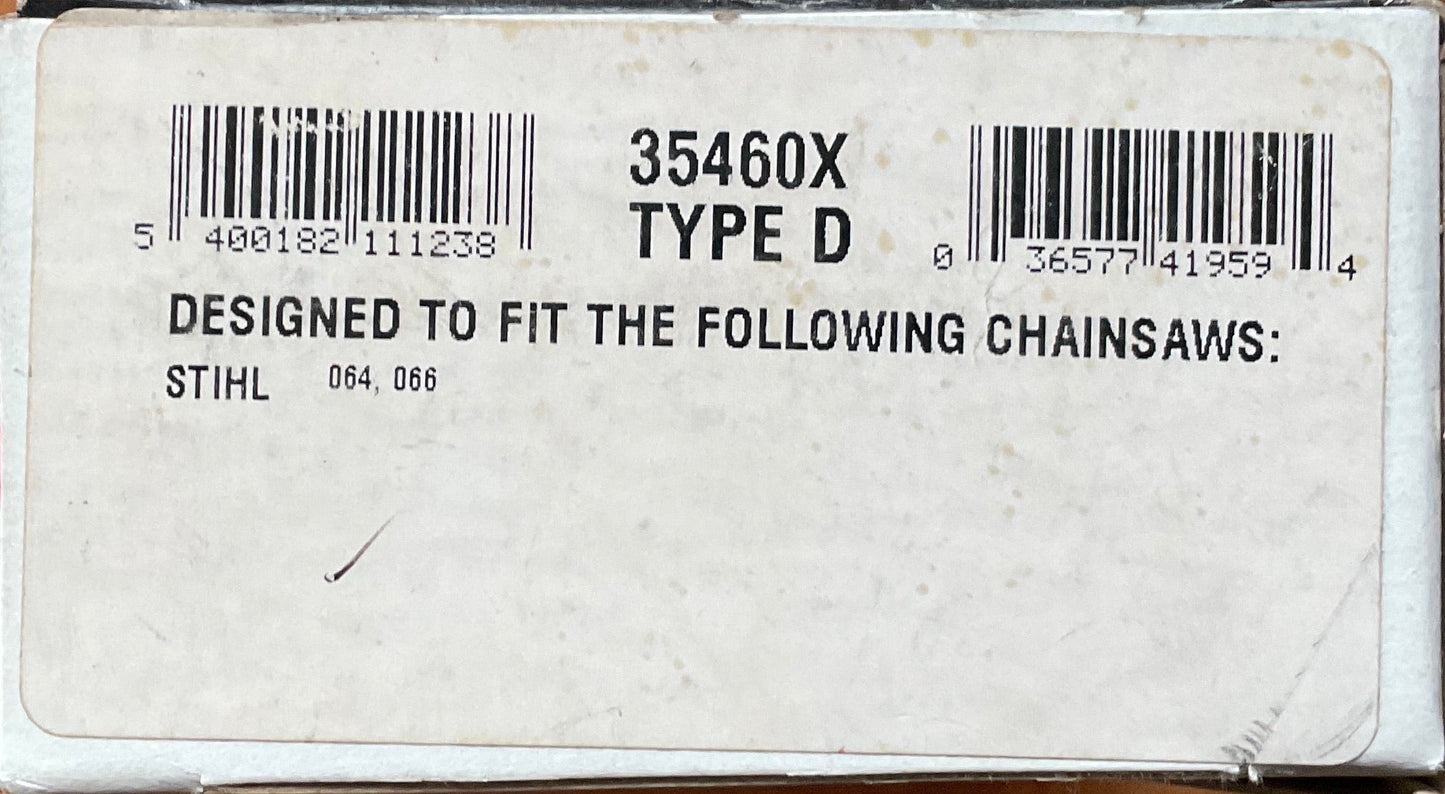 35460X
TYPE D
5 400182 111238
0 36577 41959 4
DESIGNED TO FIT THE FOLLOWING CHAINSAWS:
STIHL 064, 066